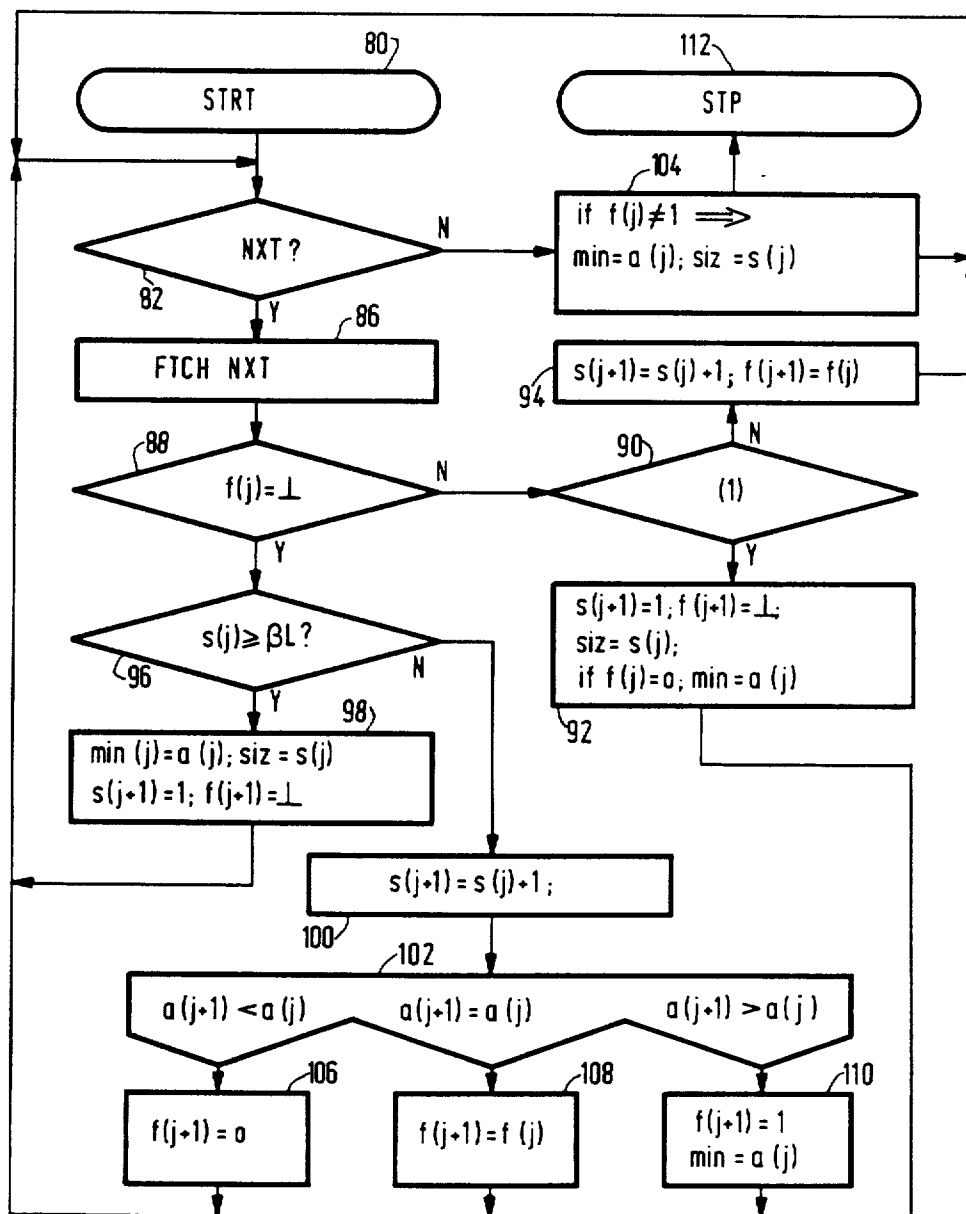 80
STRT
112
STP
104
if f(j)≠1 ⟹
min=a(j); siz=s(j)
NXT?
N
82
Y
86
FTCH NXT
s(j+1)=s(j)+1; f(j+1)=f(j)
94
88
f(j)=⊥
N
Y
90
(1)
N
Y
s(j)≥βL?
96
N
Y
s(j+1)=1; f(j+1)=⊥;
siz=s(j);
if f(j)=a; min=a(j)
92
98
min(j)=a(j); siz=s(j)
s(j+1)=1; f(j+1)=⊥
s(j+1)=s(j)+1;
100
102
a(j+1)<a(j) a(j+1)=a(j) a(j+1)>a(j)
106
f(j+1)=a
108
f(j+1)=f(j)
110
f(j+1)=1
min=a(j)